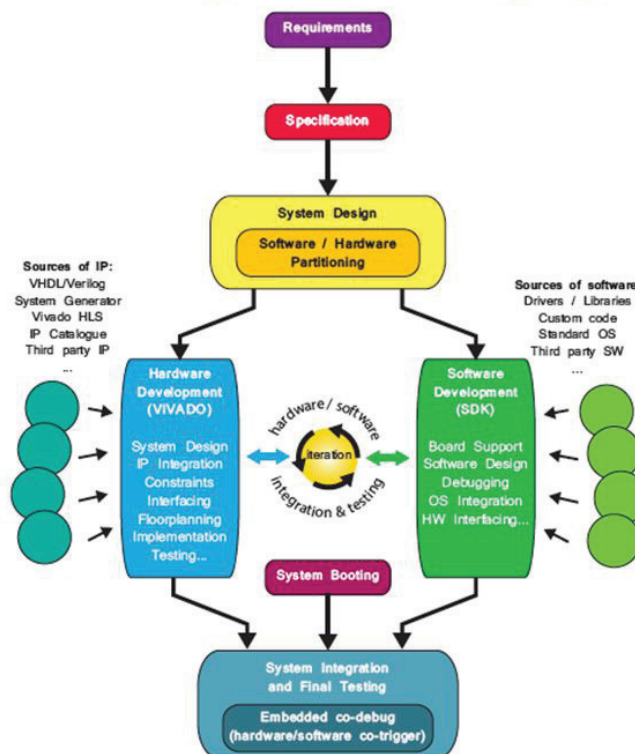 Requirements
Specification
System Design
Software / Hardware
Partitioning
Sources of IP:
VHDL/Verilog
System Generator
Vivado HLS
IP Catalogue
Third party IP
...
Sources of software:
Drivers / Libraries
Custom code
Standard OS
Third party SW
...
Hardware
Development
(VIVADO)
System Design
IP Integration
Constraints
Interfacing
Floorplanning
Implementation
Testing...
hardware / software
iteration
integration & testing
Software
Development
(SDK)
Board Support
Software Design
Debugging
OS Integration
HW Interfacing...
System Booting
System Integration
and Final Testing
Embedded co-debug
(hardware/software co-trigger)